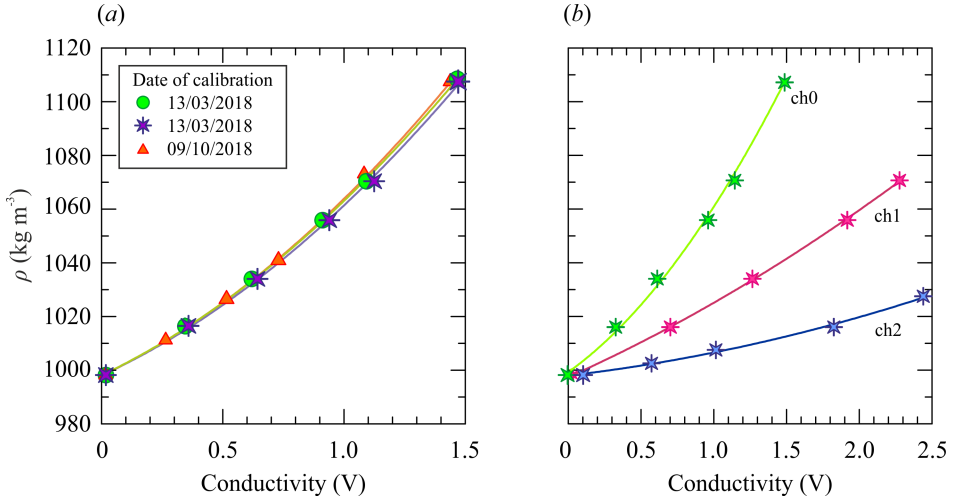 (a)
(b)
1120
1100
1080
1060
1040
1020
1000
980
ρ (kg m⁻³)
Date of calibration
13/03/2018
13/03/2018
09/10/2018
0 0.5 1.0 1.5
Conductivity (V)
ch0
ch1
ch2
0 0.5 1.0 1.5 2.0 2.5
Conductivity (V)